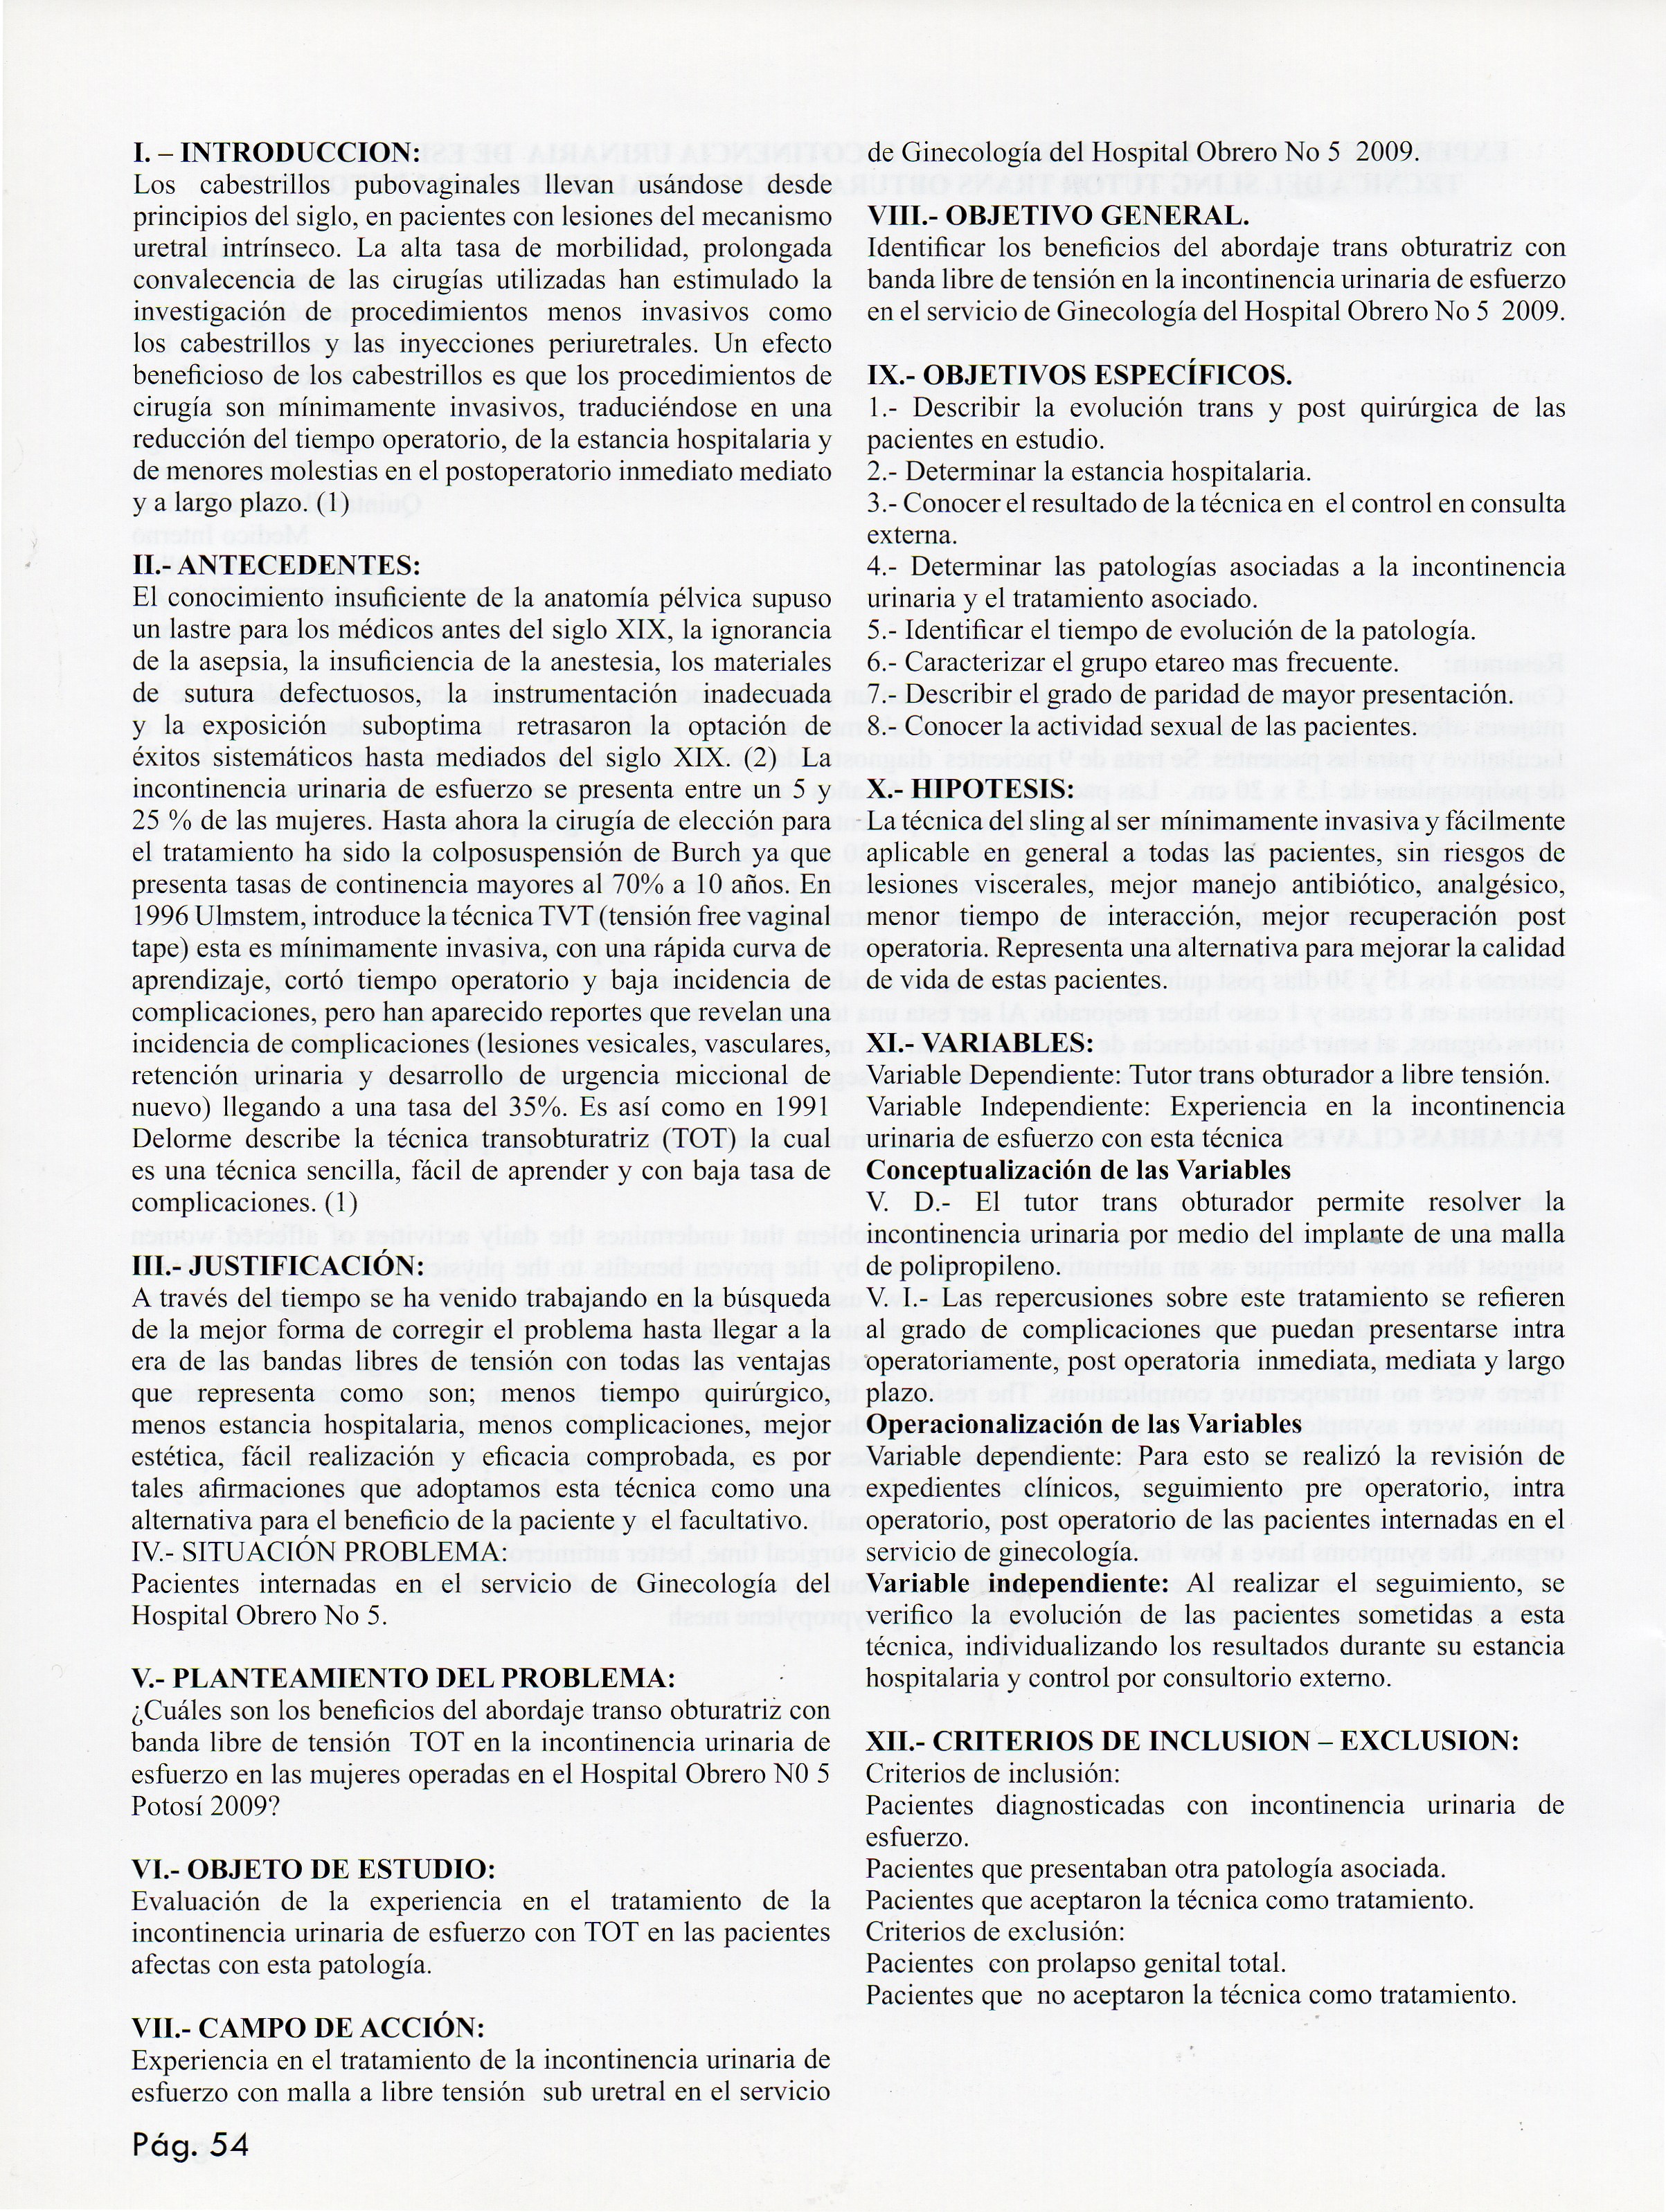 I. – INTRODUCCION:
Los cabestrillos pubovaginales llevan usándose desde
principios del siglo, en pacientes con lesiones del mecanismo
uretral intrínseco. La alta tasa de morbilidad, prolongada
convalecencia de las cirugías utilizadas han estimulado la
investigación de procedimientos menos invasivos como
los cabestrillos y las inyecciones periuretrales. Un efecto
beneficioso de los cabestrillos es que los procedimientos de
cirugía son mínimamente invasivos, traduciéndose en una
reducción del tiempo operatorio, de la estancia hospitalaria y
de menores molestias en el postoperatorio inmediato mediato
y a largo plazo. (1)
II.- ANTECEDENTES:
El conocimiento insuficiente de la anatomía pélvica supuso
un lastre para los médicos antes del siglo XIX, la ignorancia
de la asepsia, la insuficiencia de la anestesia, los materiales
de sutura defectuosos, la instrumentación inadecuada
y la exposición suboptima retrasaron la optación de
éxitos sistemáticos hasta mediados del siglo XIX. (2) La
incontinencia urinaria de esfuerzo se presenta entre un 5 y
25 % de las mujeres. Hasta ahora la cirugía de elección para
el tratamiento ha sido la colposuspensión de Burch ya que
presenta tasas de continencia mayores al 70% a 10 años. En
1996 Ulmstem, introduce la técnica TVT (tensión free vaginal
tape) esta es mínimamente invasiva, con una rápida curva de
aprendizaje, cortó tiempo operatorio y baja incidencia de
complicaciones, pero han aparecido reportes que revelan una
incidencia de complicaciones (lesiones vesicales, vasculares,
retención urinaria y desarrollo de urgencia miccional de
nuevo) llegando a una tasa del 35%. Es así como en 1991
Delorme describe la técnica transobturatriz (TOT) la cual
es una técnica sencilla, fácil de aprender y con baja tasa de
complicaciones. (1)
III.- JUSTIFICACIÓN:
A través del tiempo se ha venido trabajando en la búsqueda
de la mejor forma de corregir el problema hasta llegar a la
era de las bandas libres de tensión con todas las ventajas
que representa como son; menos tiempo quirúrgico,
menos estancia hospitalaria, menos complicaciones, mejor
estética, fácil realización y eficacia comprobada, es por
tales afirmaciones que adoptamos esta técnica como una
alternativa para el beneficio de la paciente y el facultativo.
IV.- SITUACIÓN PROBLEMA:
Pacientes internadas en el servicio de Ginecología del
Hospital Obrero No 5.
V.- PLANTEAMIENTO DEL PROBLEMA:
¿Cuáles son los beneficios del abordaje transo obturatriz con
banda libre de tensión TOT en la incontinencia urinaria de
esfuerzo en las mujeres operadas en el Hospital Obrero N0 5
Potosí 2009?
VI.- OBJETO DE ESTUDIO:
Evaluación de la experiencia en el tratamiento de la
incontinencia urinaria de esfuerzo con TOT en las pacientes
afectas con esta patología.
VII.- CAMPO DE ACCIÓN:
Experiencia en el tratamiento de la incontinencia urinaria de
esfuerzo con malla a libre tensión sub uretral en el servicio
de Ginecología del Hospital Obrero No 5 2009.
VIII.- OBJETIVO GENERAL.
Identificar los beneficios del abordaje trans obturatriz con
banda libre de tensión en la incontinencia urinaria de esfuerzo
en el servicio de Ginecología del Hospital Obrero No 5 2009.
IX.- OBJETIVOS ESPECÍFICOS.
1.- Describir la evolución trans y post quirúrgica de las
pacientes en estudio.
2.- Determinar la estancia hospitalaria.
3.- Conocer el resultado de la técnica en el control en consulta
externa.
4.- Determinar las patologías asociadas a la incontinencia
urinaria y el tratamiento asociado.
5.- Identificar el tiempo de evolución de la patología.
6.- Caracterizar el grupo etareo mas frecuente.
7.- Describir el grado de paridad de mayor presentación.
8.- Conocer la actividad sexual de las pacientes.
X.- HIPOTESIS:
La técnica del sling al ser mínimamente invasiva y fácilmente
aplicable en general a todas las pacientes, sin riesgos de
lesiones viscerales, mejor manejo antibiótico, analgésico,
menor tiempo de interacción, mejor recuperación post
operatoria. Representa una alternativa para mejorar la calidad
de vida de estas pacientes.
XI.- VARIABLES:
Variable Dependiente: Tutor trans obturador a libre tensión.
Variable Independiente: Experiencia en la incontinencia
urinaria de esfuerzo con esta técnica
Conceptualización de las Variables
V. D.- El tutor trans obturador permite resolver la
incontinencia urinaria por medio del implante de una malla
de polipropileno.
V. I.- Las repercusiones sobre este tratamiento se refieren
al grado de complicaciones que puedan presentarse intra
operatoriamente, post operatoria inmediata, mediata y largo
plazo.
Operacionalización de las Variables
Variable dependiente: Para esto se realizó la revisión de
expedientes clínicos, seguimiento pre operatorio, intra
operatorio, post operatorio de las pacientes internadas en el
servicio de ginecología.
Variable independiente: Al realizar el seguimiento, se
verifico la evolución de las pacientes sometidas a esta
técnica, individualizando los resultados durante su estancia
hospitalaria y control por consultorio externo.
XII.- CRITERIOS DE INCLUSION – EXCLUSION:
Criterios de inclusión:
Pacientes diagnosticadas con incontinencia urinaria de
esfuerzo.
Pacientes que presentaban otra patología asociada.
Pacientes que aceptaron la técnica como tratamiento.
Criterios de exclusión:
Pacientes con prolapso genital total.
Pacientes que no aceptaron la técnica como tratamiento.
Pág. 54